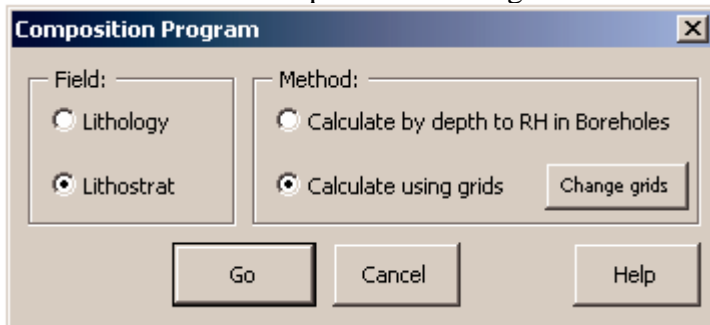 Composition Program
Field:
Lithology
Lithostrat
Method:
Calculate by depth to RH in Boreholes
Calculate using grids
Change grids
Go
Cancel
Help